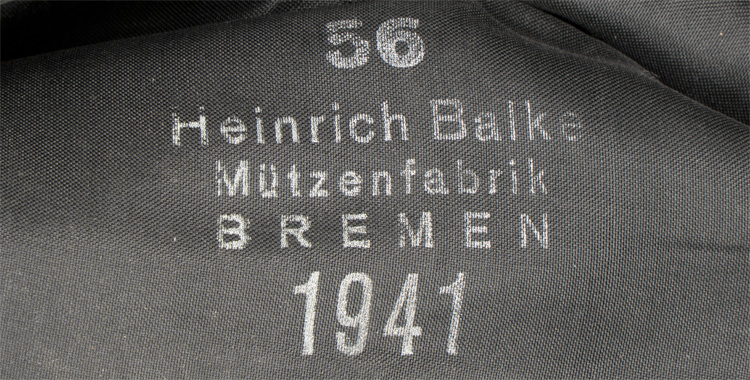 56
Heinrich Balke
Mützenfabrik
BREMEN
1941